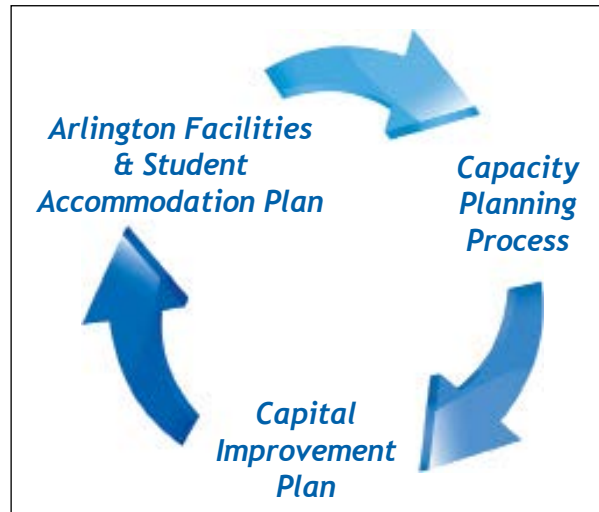 Arlington Facilities
& Student
Accommodation Plan
Capacity
Planning
Process
Capital
Improvement
Plan